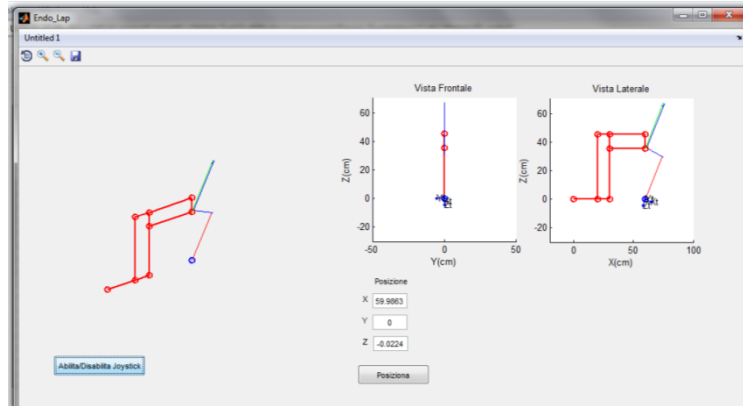 Endo_Lap
Untitled 1
Vista Frontale
Vista Laterale
60
40
20
0
-20
Z(cm)
-50
0
50
Y(cm)
60
40
20
0
-20
Z(cm)
0
50
100
X(cm)
Posizione
X 59.9863
Y 0
Z -0.0224
Abilita/Disabilita Joystick
Posiziona